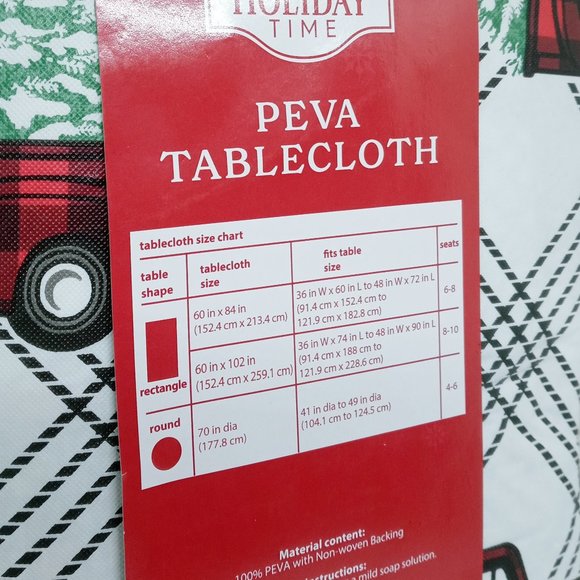 HOLIDAY
TIME
PEVA
TABLECLOTH
tablecloth size chart
table shape
tablecloth size
fits table size
seats
rectangle
60 in x 84 in
(152.4 cm x 213.4 cm)
36 in W x 60 in L to 48 in W x 72 in L
(91.4 cm x 152.4 cm to
121.9 cm x 182.8 cm)
6-8
60 in x 102 in
(152.4 cm x 259.1 cm)
36 in W x 74 in L to 48 in W x 90 in L
(91.4 cm x 188 cm to
121.9 cm x 228.6 cm)
8-10
round
70 in dia
(177.8 cm)
41 in dia to 49 in dia
(104.1 cm to 124.5 cm)
4-6
Material content:
100% PEVA with Non-woven Backing
mild soap solution.